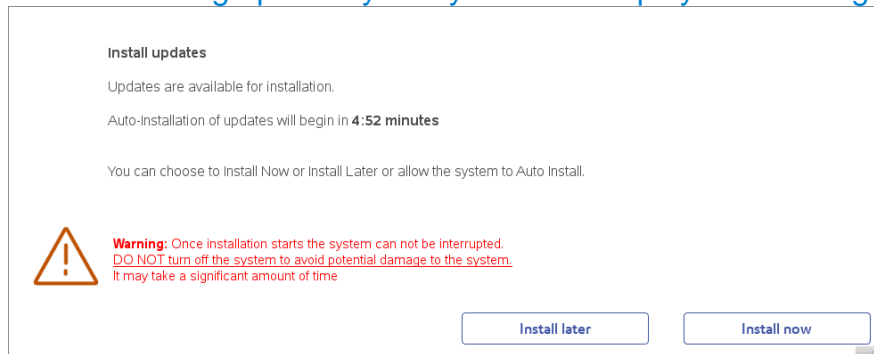 Install updates
Updates are available for installation.
Auto-Installation of updates will begin in 4:52 minutes
You can choose to Install Now or Install Later or allow the system to Auto Install.
Warning: Once installation starts the system can not be interrupted.
DO NOT turn off the system to avoid potential damage to the system.
It may take a significant amount of time
Install later Install now